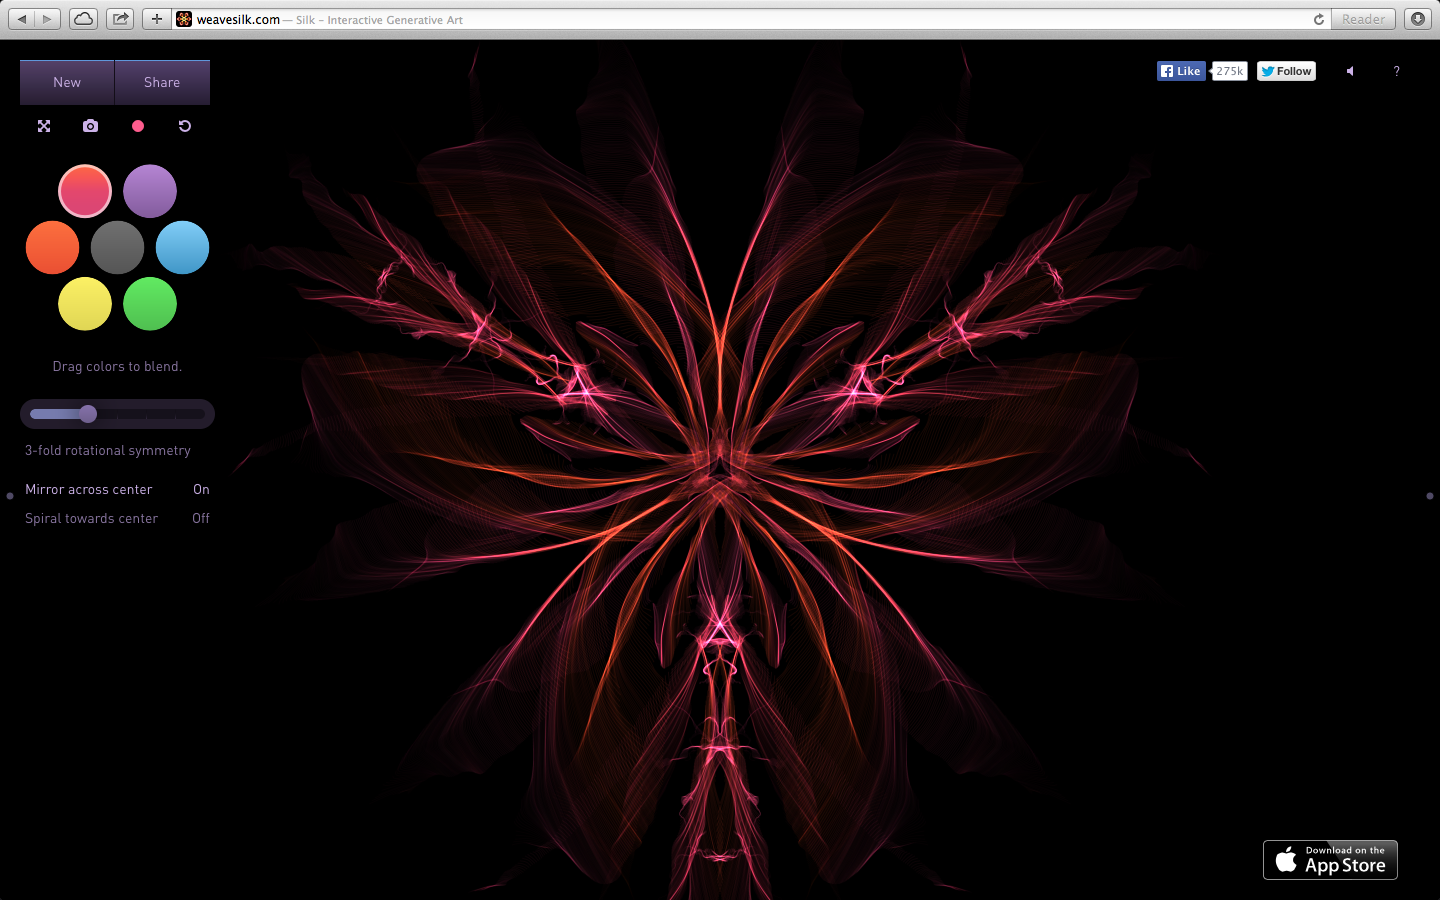 weavesilk.com — Silk – Interactive Generative Art
Reader
New
Share
Like
275k
Follow
?
Drag colors to blend.
3-fold rotational symmetry
Mirror across center On
Spiral towards center Off
Download on the
App Store